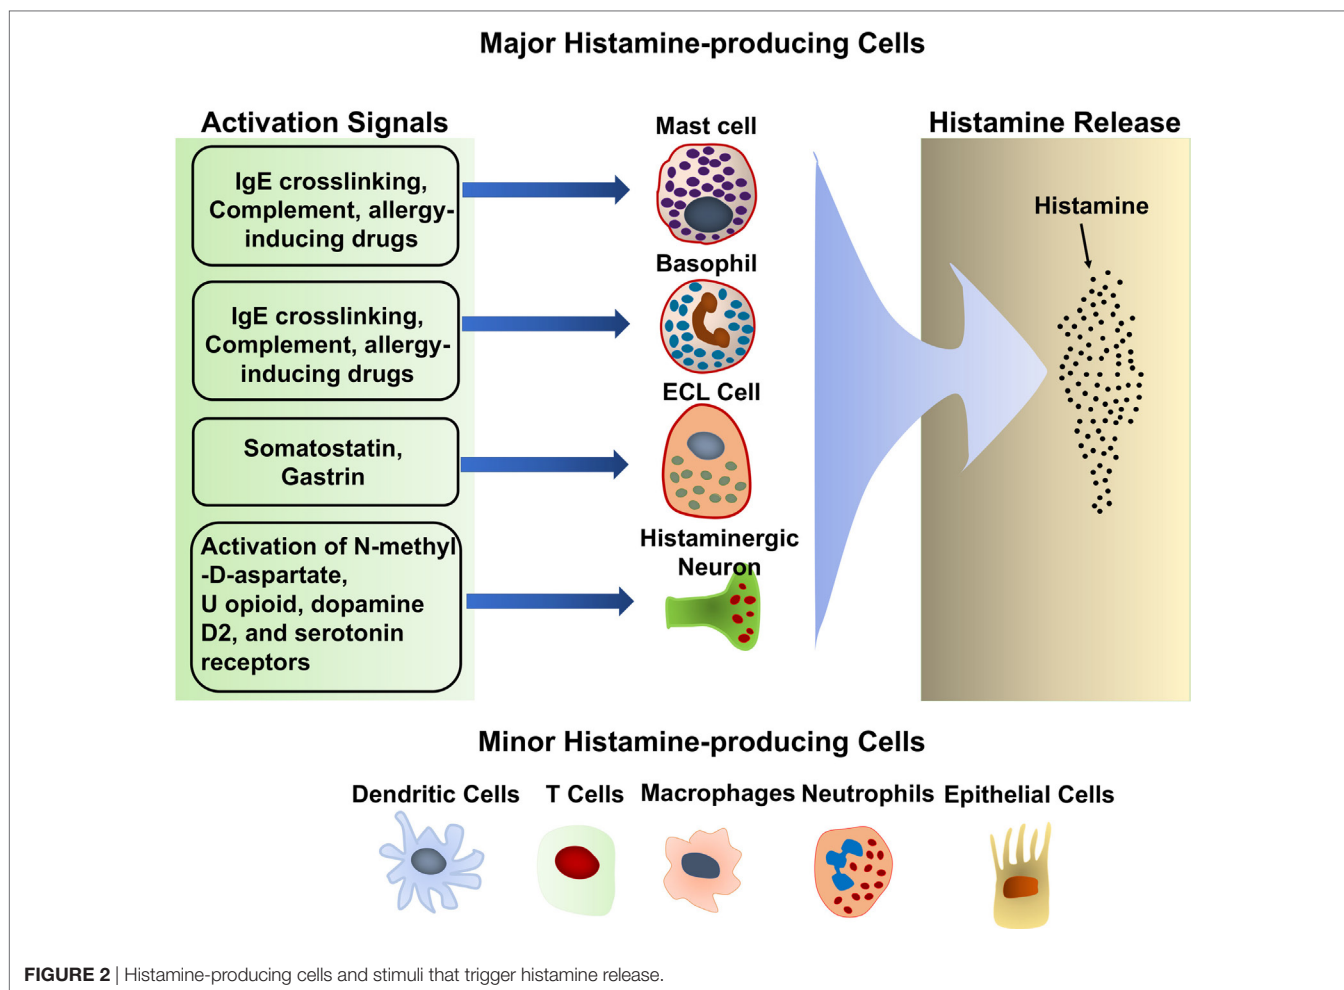 Major Histamine-producing Cells
Activation Signals
IgE crosslinking,
Complement, allergy-
inducing drugs
IgE crosslinking,
Complement, allergy-
inducing drugs
Somatostatin,
Gastrin
Activation of N-methyl
-D-aspartate,
U opioid, dopamine
D2, and serotonin
receptors
Mast cell
Basophil
ECL Cell
Histaminergic
Neuron
Histamine Release
Histamine
Minor Histamine-producing Cells
Dendritic Cells
T Cells
Macrophages
Neutrophils
Epithelial Cells
FIGURE 2 | Histamine-producing cells and stimuli that trigger histamine release.